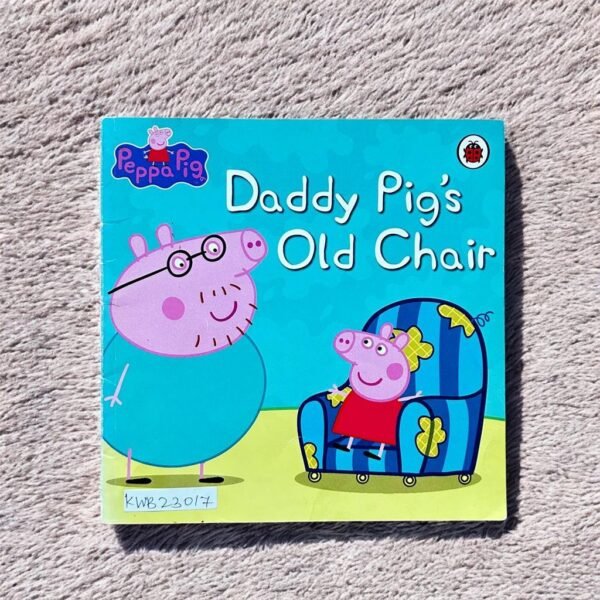 Peppa Pig
Daddy Pig's
Old Chair
KWB23017